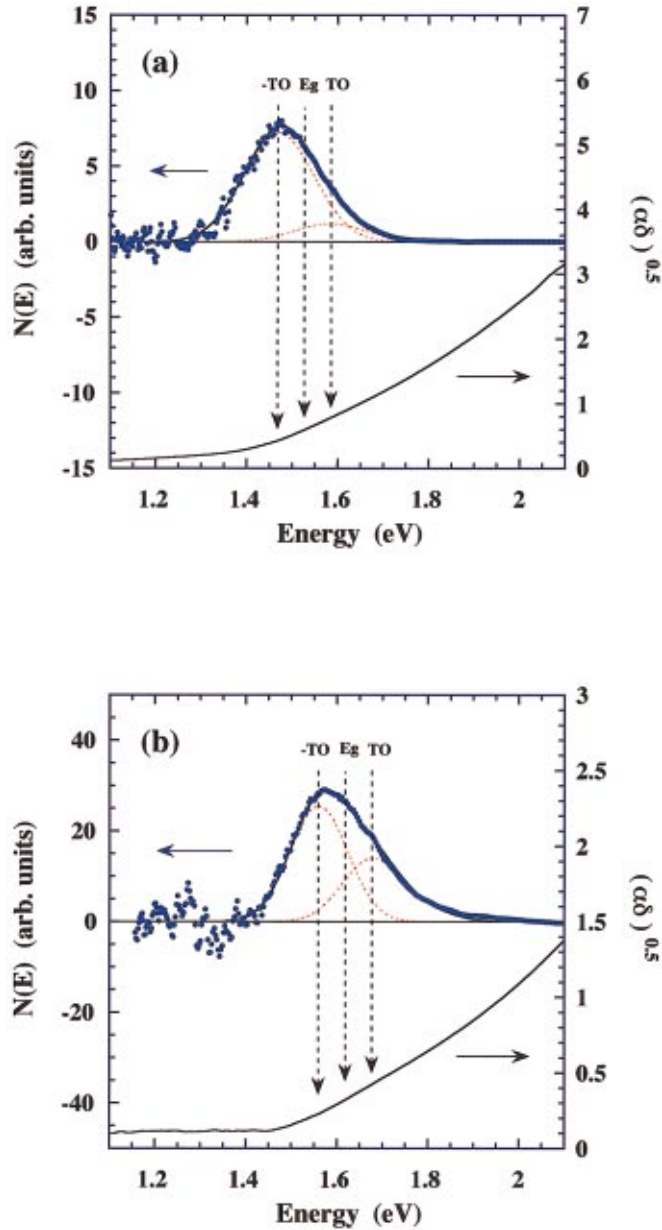 15
7
(a)
10
6
-TO Eg TO
5
5
0
4
N(E) (arb. units)
(αδ)0.5
3
-5
2
-10
1
-15
0
1.2 1.4 1.6 1.8 2
Energy (eV)
3
(b)
40
-TO Eg TO
2.5
20
2
0
1.5
N(E) (arb. units)
(αδ)0.5
-20
1
-40
0.5
0
1.2 1.4 1.6 1.8 2
Energy (eV)